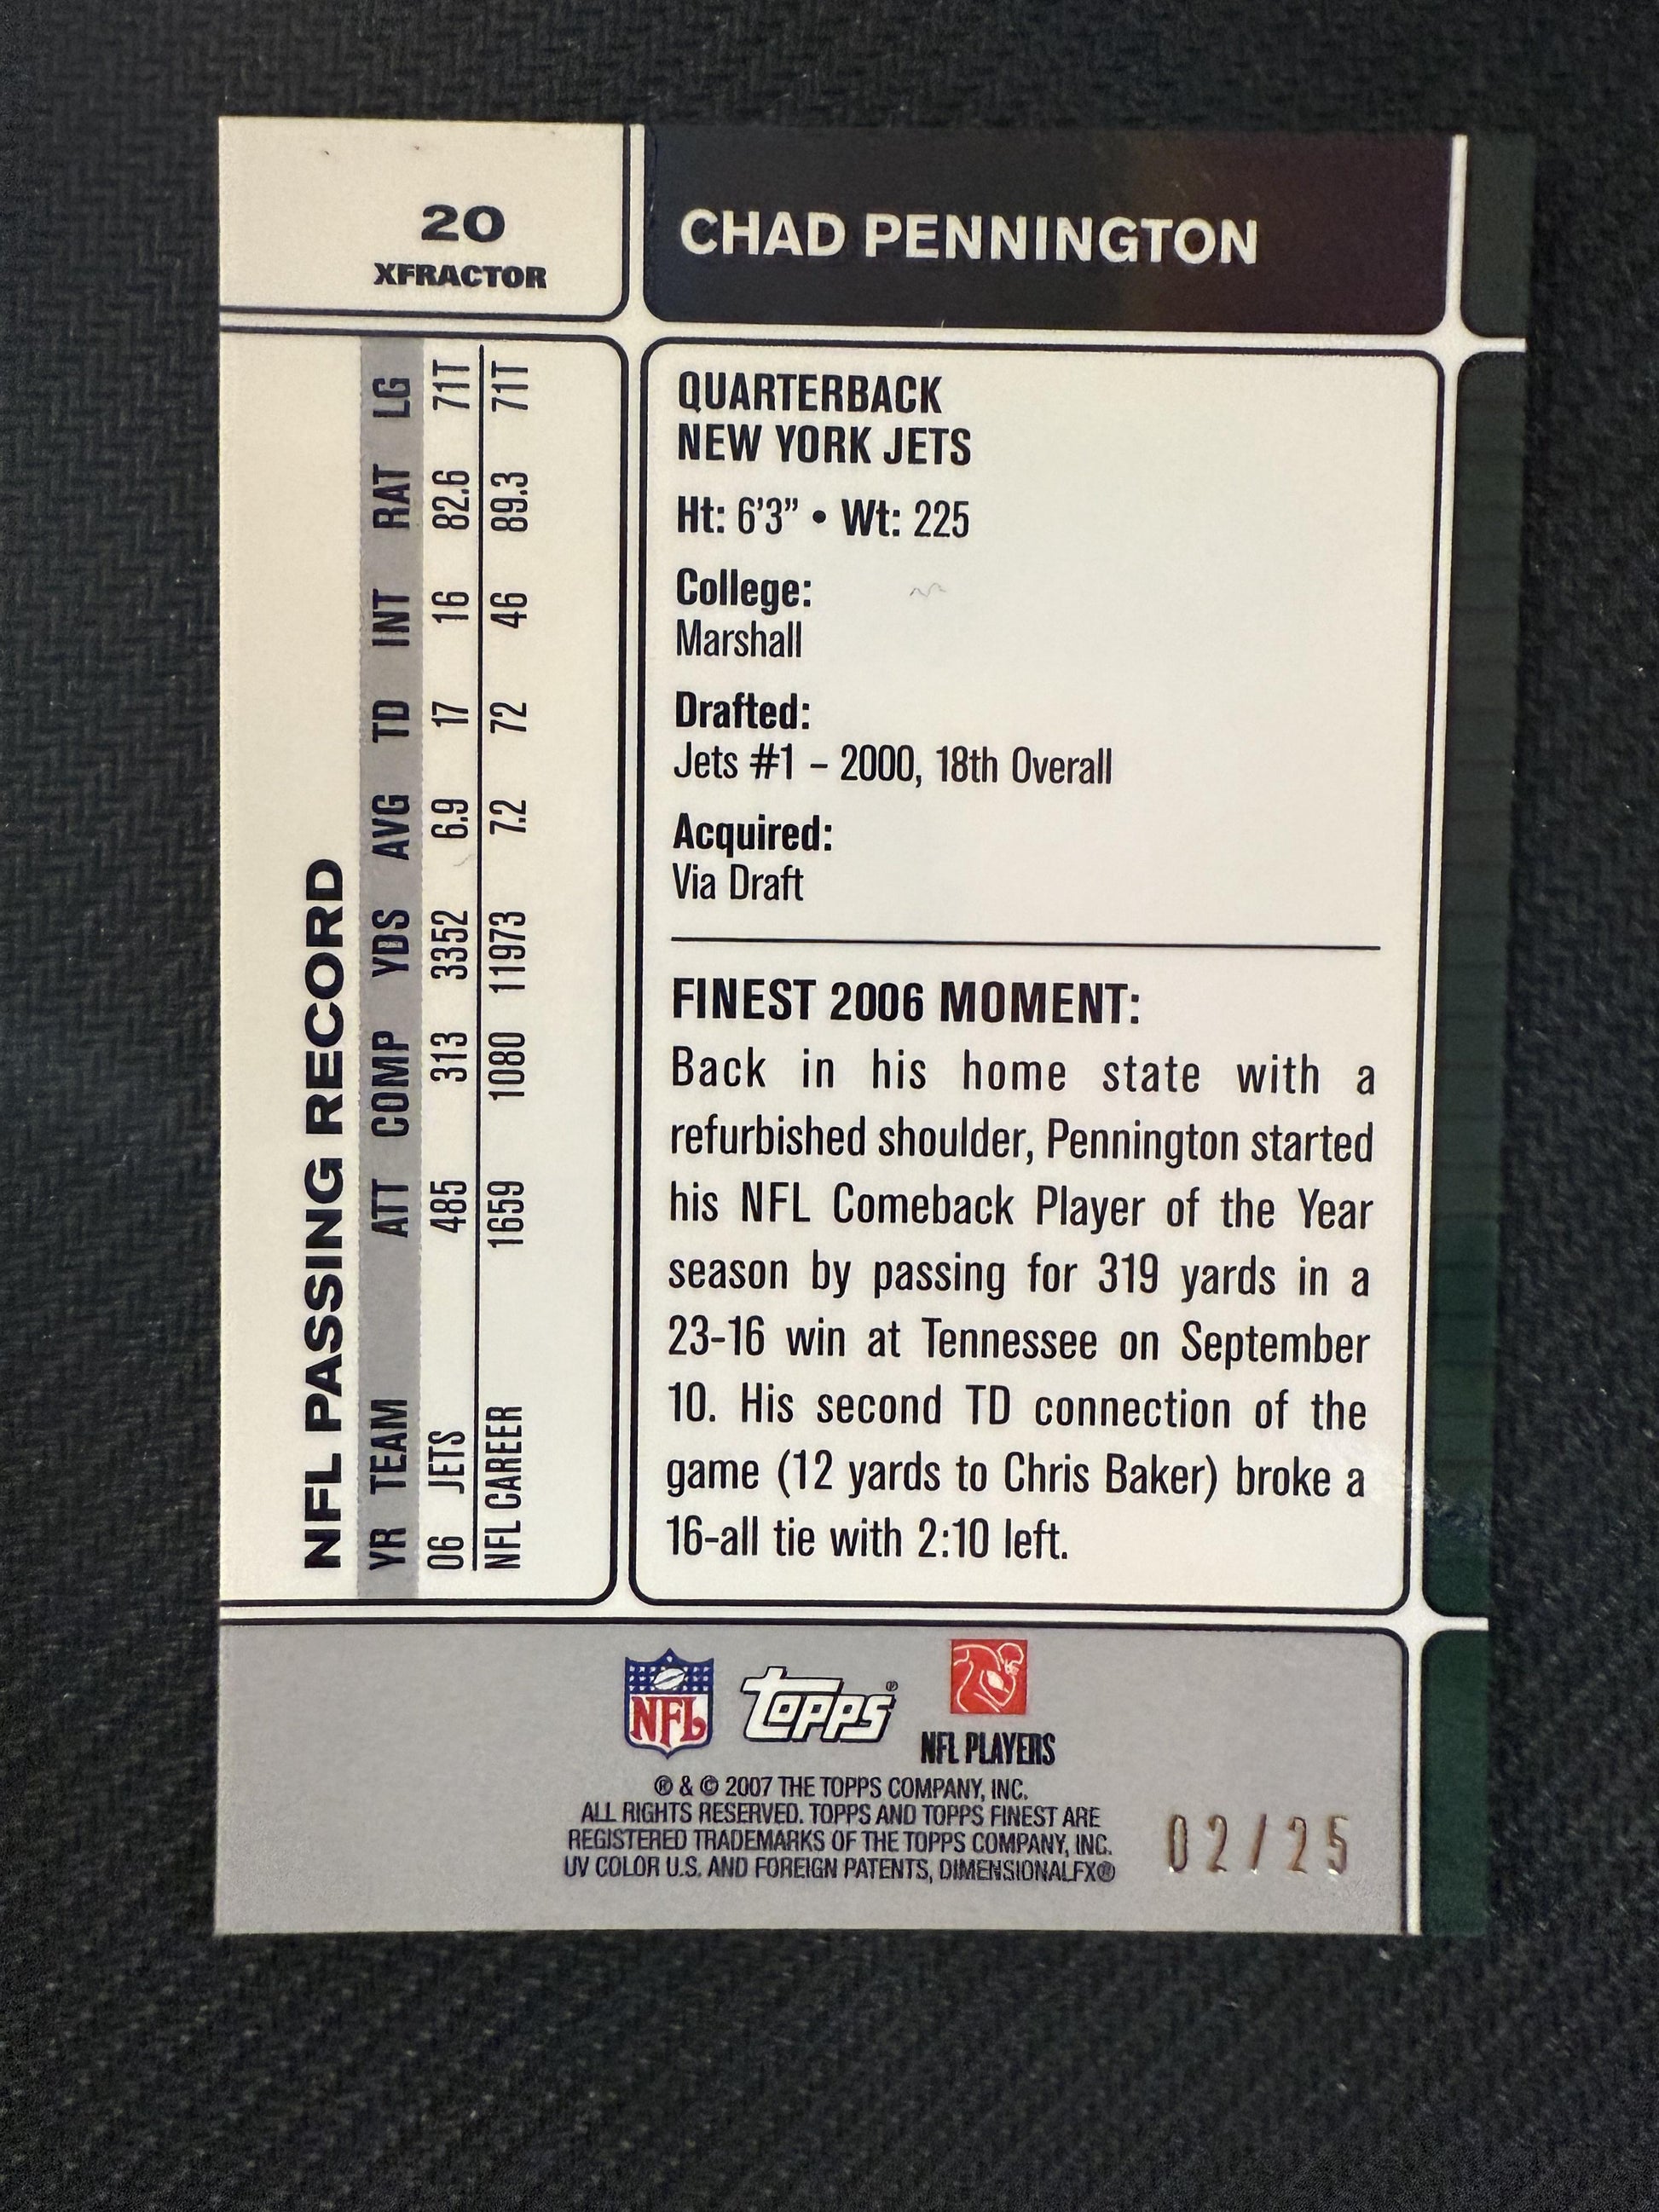 20
XFRACTOR
CHAD PENNINGTON
NFL PASSING RECORD
YR TEAM ATT COMP YDS AVG TD INT RAT LG
06 JETS 485 313 3352 6.9 17 16 82.6 71T
NFL CAREER 1659 1080 11973 7.2 72 46 89.3 71T
QUARTERBACK
NEW YORK JETS
Ht: 6'3” • Wt: 225
College:
Marshall
Drafted:
Jets #1 – 2000, 18th Overall
Acquired:
Via Draft
FINEST 2006 MOMENT:
Back in his home state with a
refurbished shoulder, Pennington started
his NFL Comeback Player of the Year
season by passing for 319 yards in a
23-16 win at Tennessee on September
10. His second TD connection of the
game (12 yards to Chris Baker) broke a
16-all tie with 2:10 left.
NFL
topps®
NFL PLAYERS
® & © 2007 THE TOPPS COMPANY, INC.
ALL RIGHTS RESERVED. TOPPS AND TOPPS FINEST ARE
REGISTERED TRADEMARKS OF THE TOPPS COMPANY, INC.
UV COLOR U.S. AND FOREIGN PATENTS, DIMENSIONALFX®
02/25